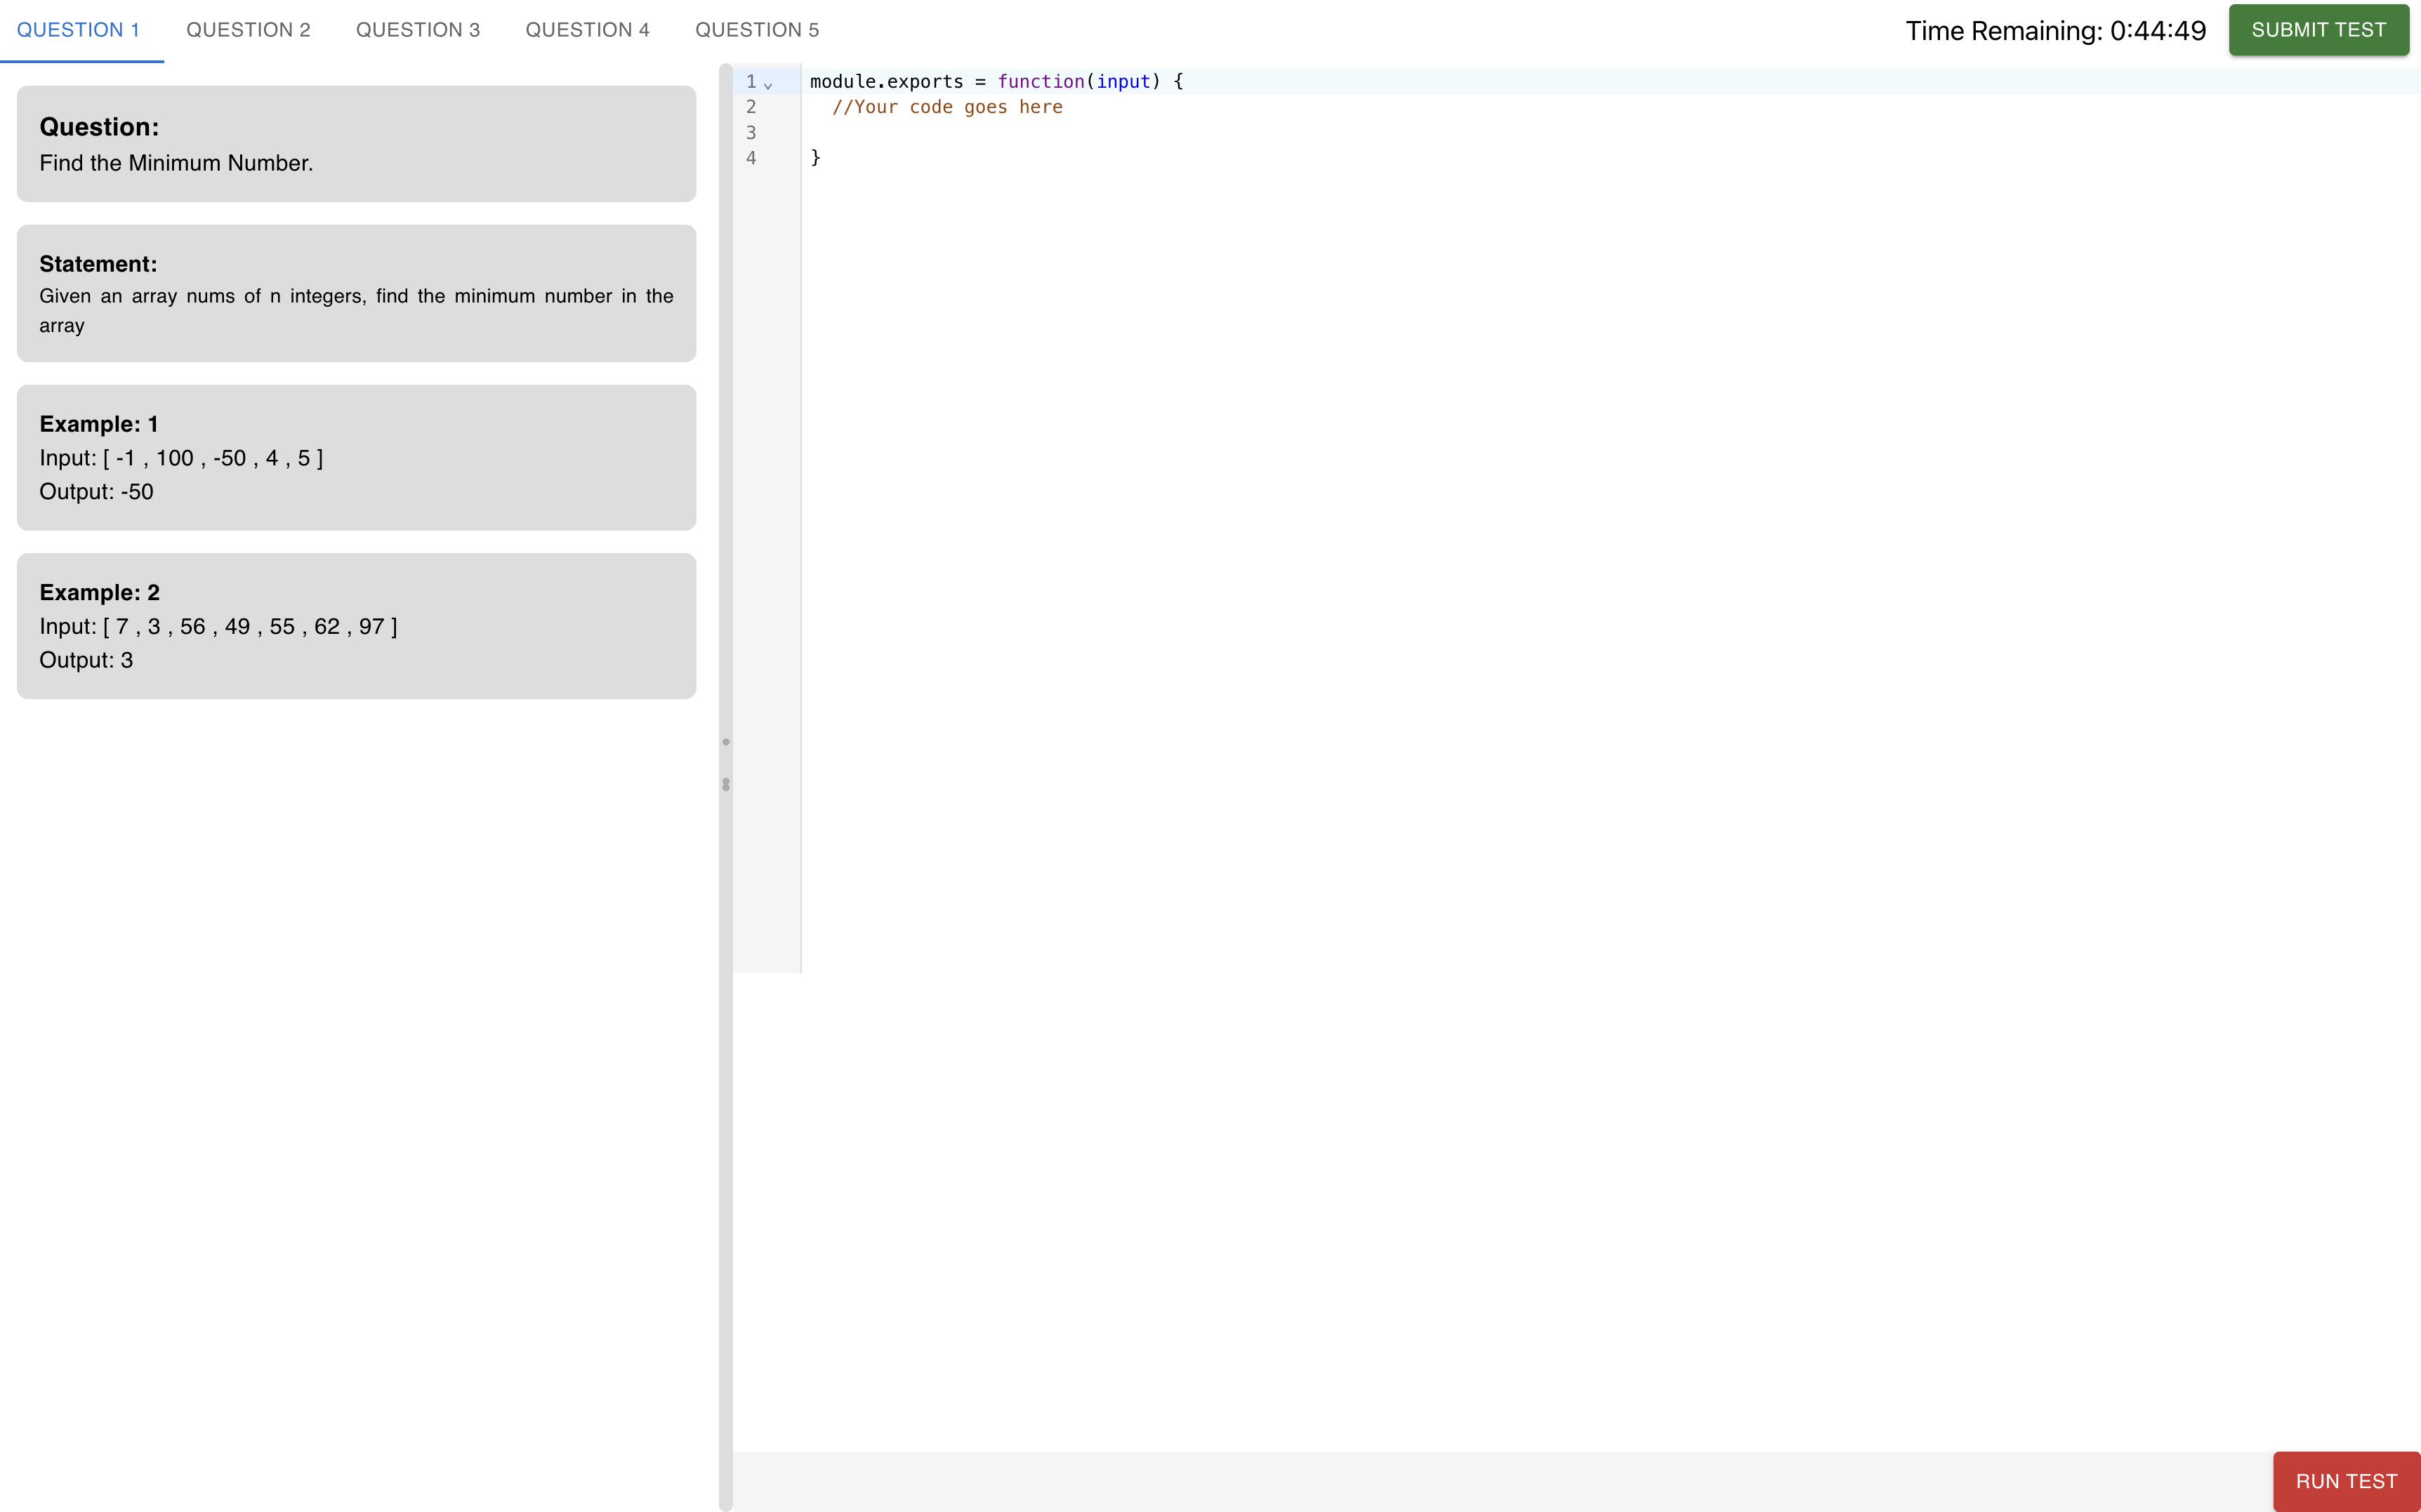 QUESTION 1 QUESTION 2 QUESTION 3 QUESTION 4 QUESTION 5 Time Remaining: 0:44:49 SUBMIT TEST
Question:
Find the Minimum Number.
Statement:
Given an array nums of n integers, find the minimum number in the
array
Example: 1
Input: [ -1 , 100 , -50 , 4 , 5 ]
Output: -50
Example: 2
Input: [ 7 , 3 , 56 , 49 , 55 , 62 , 97 ]
Output: 3
1 module.exports = function(input) {
2 //Your code goes here
3
4 }
RUN TEST